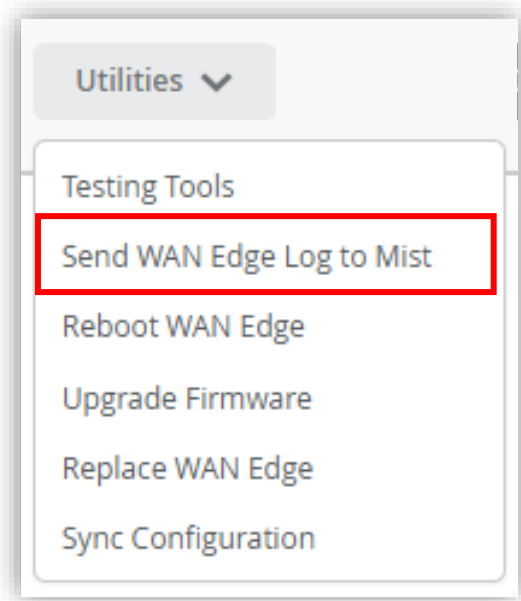 Utilities
Testing Tools
Send WAN Edge Log to Mist
Reboot WAN Edge
Upgrade Firmware
Replace WAN Edge
Sync Configuration